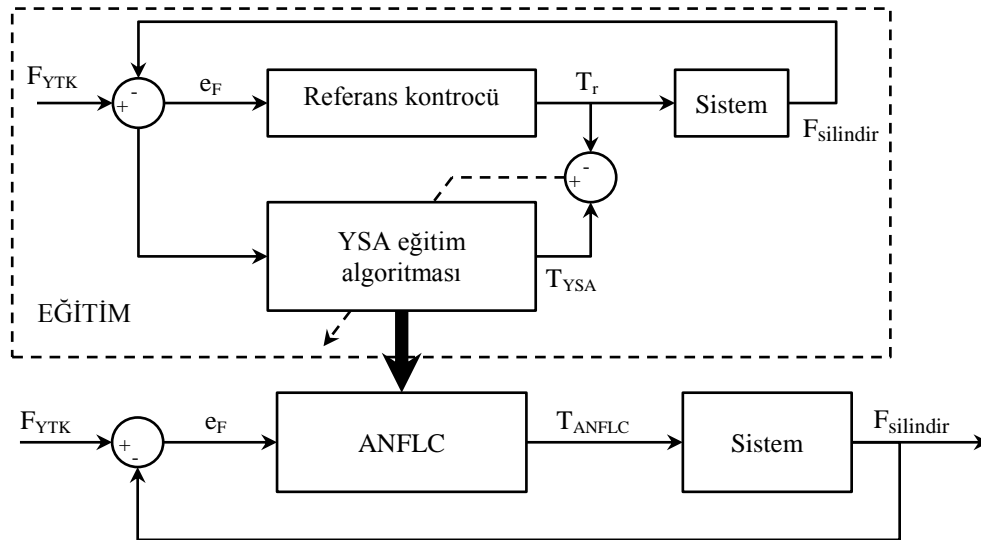 F_YTK
-
+
e_F
Referans kontrocü
T_r
Sistem
F_silindir
-
+
YSA eğitim
algoritması
T_YSA
EĞİTİM
F_YTK
+
-
e_F
ANFLC
T_ANFLC
Sistem
F_silindir